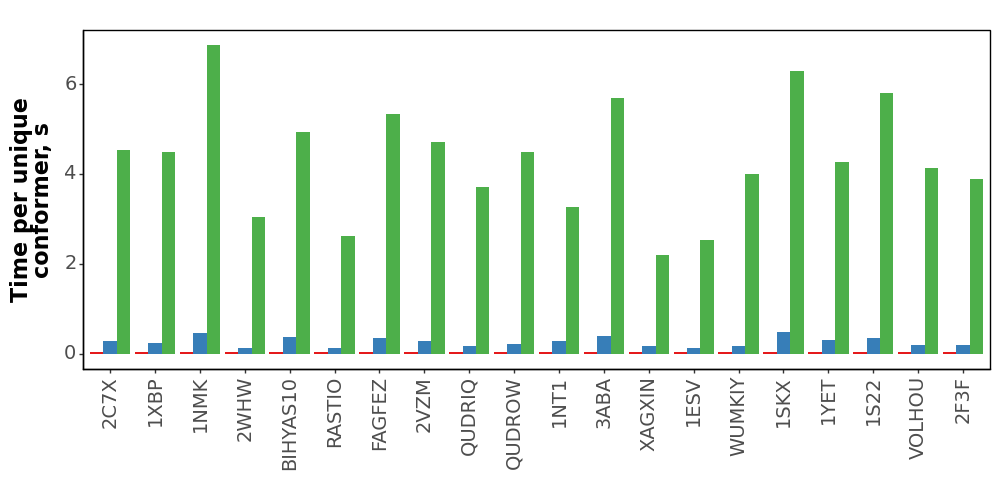 Time per unique
conformer, s
6
4
2
0
2C7X
1XBP
1NMK
2WHW
BIHYAS10
RASTIO
FAGFEZ
2VZM
QUDRIQ
QUDROW
1NT1
3ABA
XAGXIN
1ESV
WUMKIY
1SKX
1YET
1S22
VOLHOU
2F3F